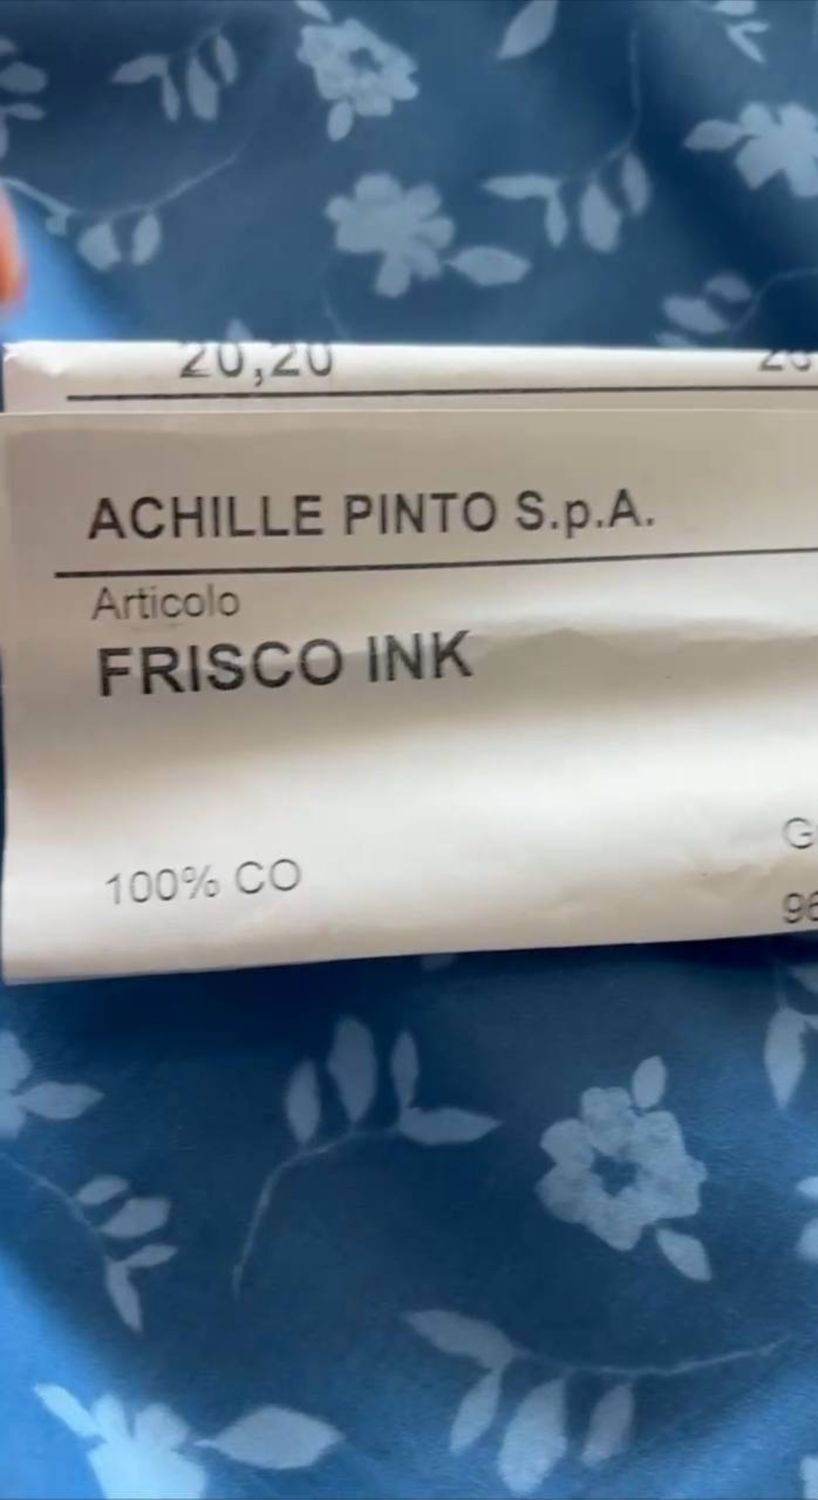 20,20
ACHILLE PINTO S.p.A.
Articolo
FRISCO INK
100% CO